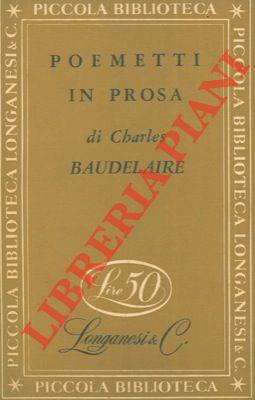 PICCOLA BIBLIOTECA
PICCOLA BIBLIOTECA LONGANESI & C.
POEMETTI
IN PROSA
di Charles
BAUDELAIRE
LIBRERIA PIANI
Lire 50
Longanesi & C.
PICCOLA BIBLIOTECA LONGANESI & C.
PICCOLA BIBLIOTECA